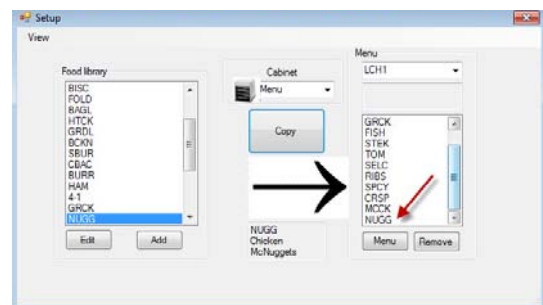 Setup
View
Food library
BISC
FOLD
BAGL
HTCK
GRDL
BCKN
SBUR
CBAC
BURR
HAM
4-1
GRCK
NUGG
Edit
Add
Cabinet
Menu
Copy
NUGG
Chicken
McNuggets
Menu
LCH1
GRCK
FISH
STEK
TOM
SELC
RIBS
SPCY
CRSP
MCCK
NUGG
Menu
Remove